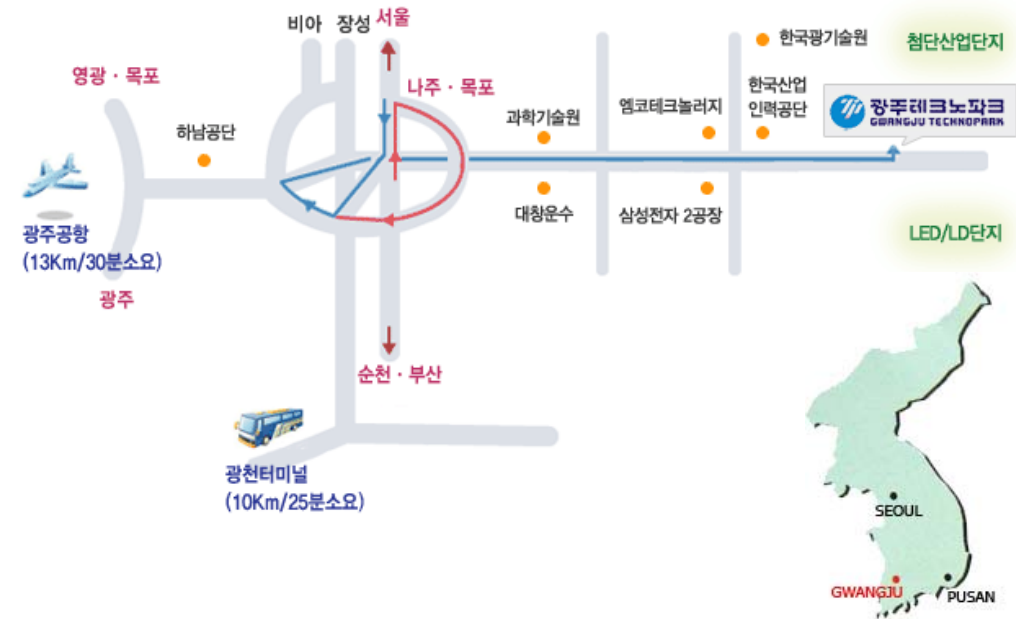 비아
장성
서울
한국광기술원
첨단산업단지
영광 · 목포
나주 · 목포
한국산업
인력공단
엠코테크놀러지
광주테크노파크
GWANGJU TECHNOPARK
하남공단
과학기술원
대창운수
삼성전자 2공장
LED/LD단지
광주공항
(13Km/30분소요)
광주
순천 · 부산
광천터미널
(10Km/25분소요)
SEOUL
GWANGJU
PUSAN